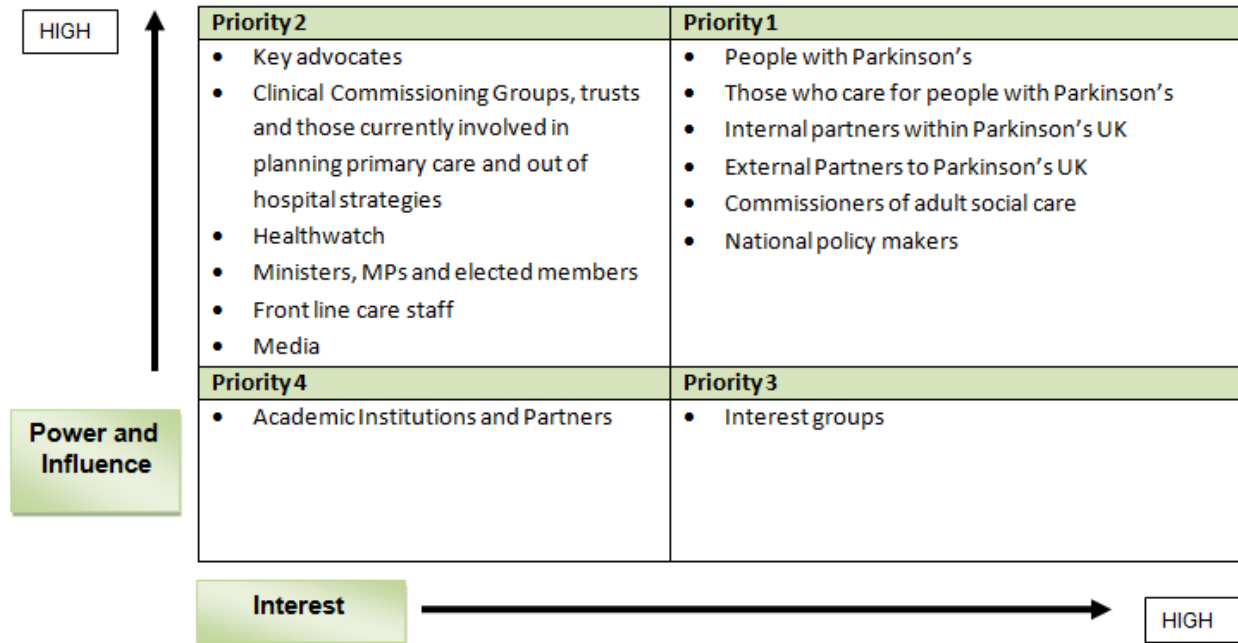 HIGH
Priority 2
• Key advocates
• Clinical Commissioning Groups, trusts
and those currently involved in
planning primary care and out of
hospital strategies
• Healthwatch
• Ministers, MPs and elected members
• Front line care staff
• Media
Priority 1
• People with Parkinson's
• Those who care for people with Parkinson's
• Internal partners within Parkinson's UK
• External Partners to Parkinson's UK
• Commissioners of adult social care
• National policy makers
Power and
Influence
Priority 4
• Academic Institutions and Partners
Priority 3
• Interest groups
Interest
HIGH